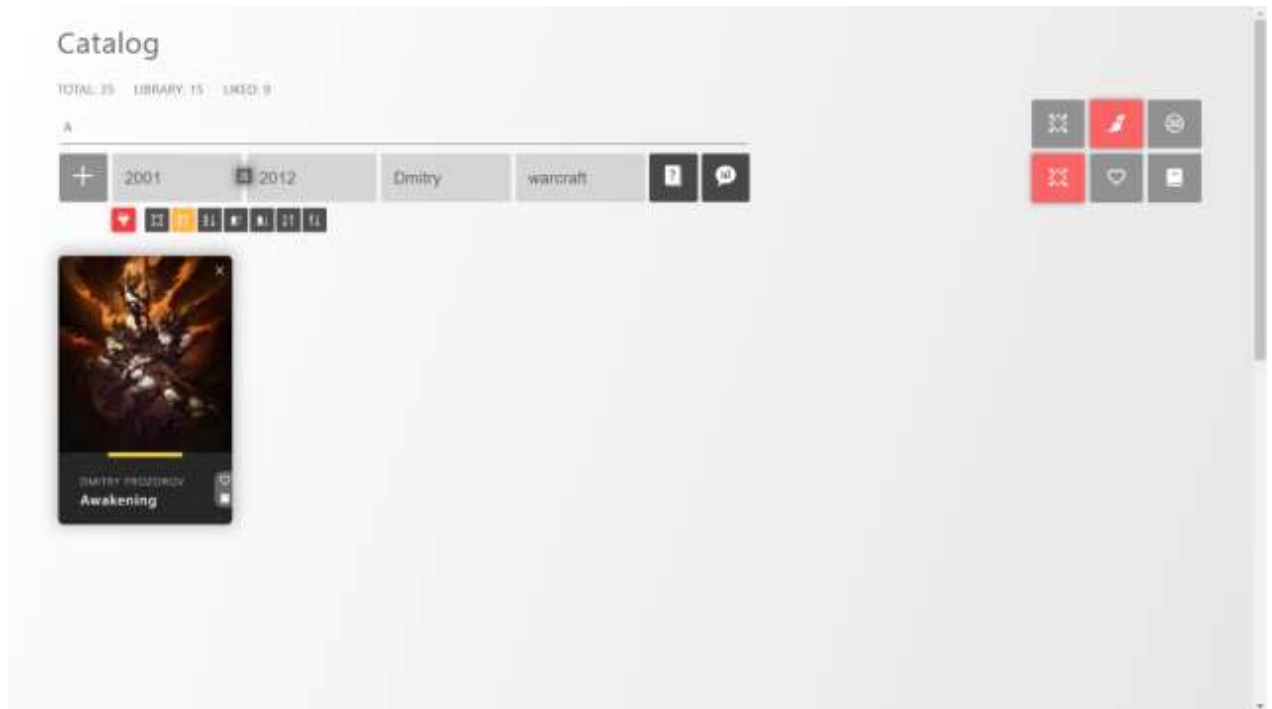 Catalog
TOTAL: 35 LIBRARY: 15 LIKED: 9
A
2001 2012 Dmitry warcraft
DMITRY PROZOROV
Awakening